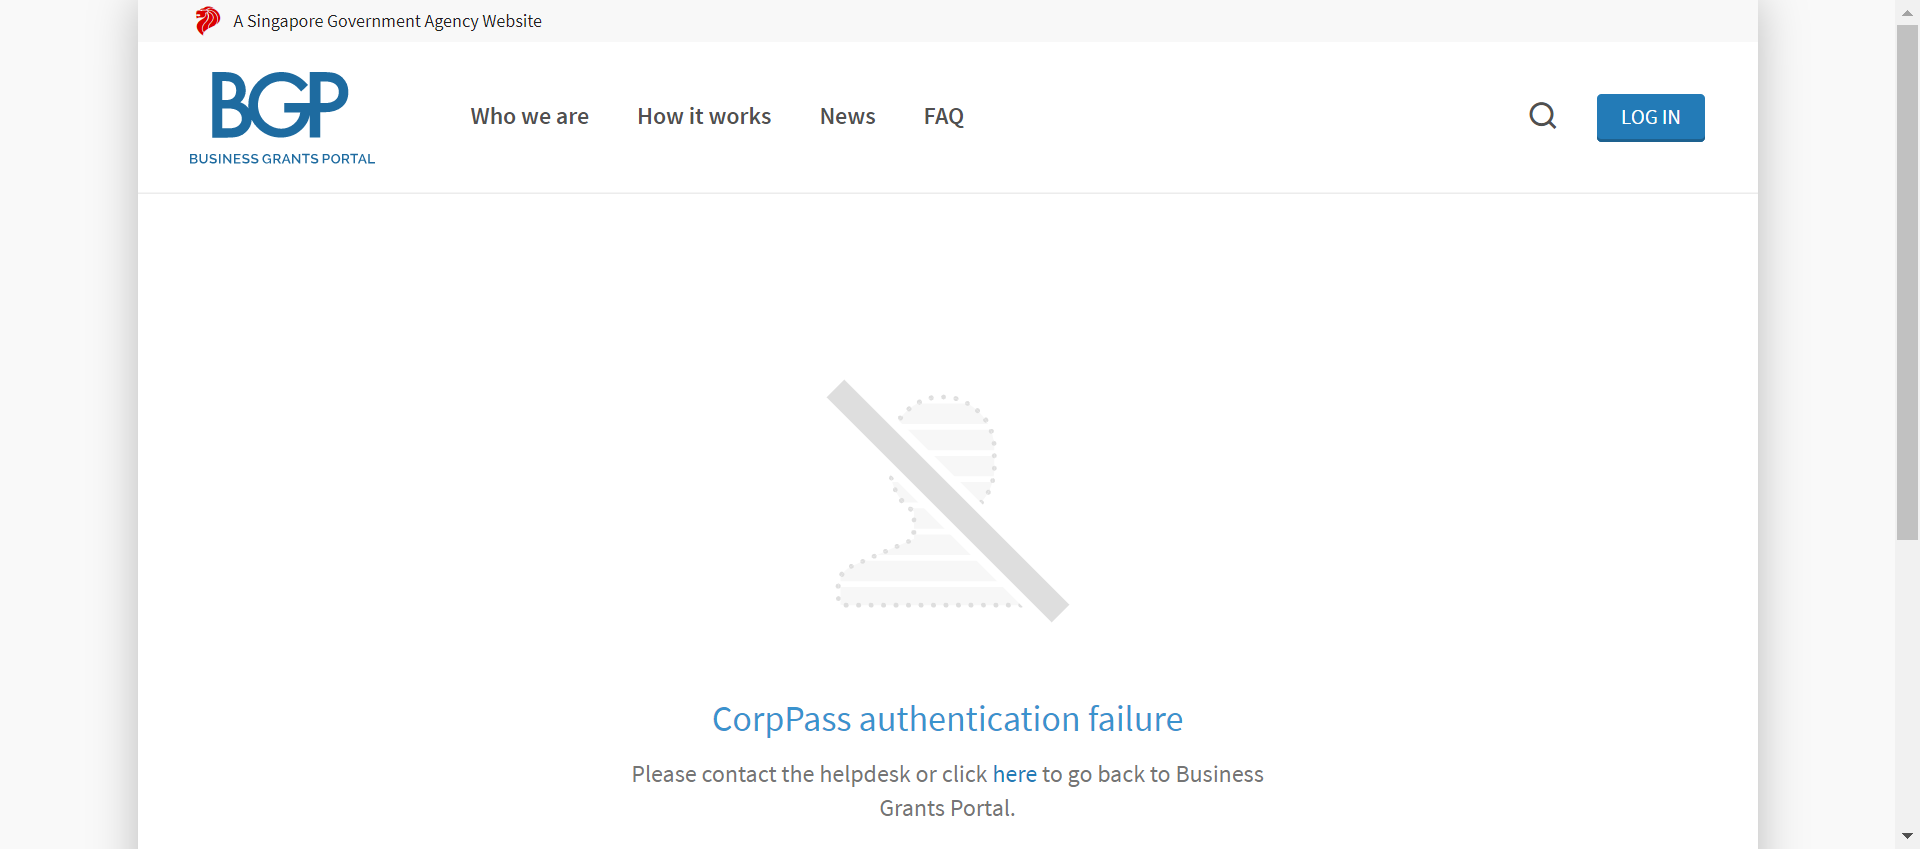 A Singapore Government Agency Website
BGP
BUSINESS GRANTS PORTAL
Who we are
How it works
News
FAQ
LOG IN
CorpPass authentication failure
Please contact the helpdesk or click here to go back to Business
Grants Portal.